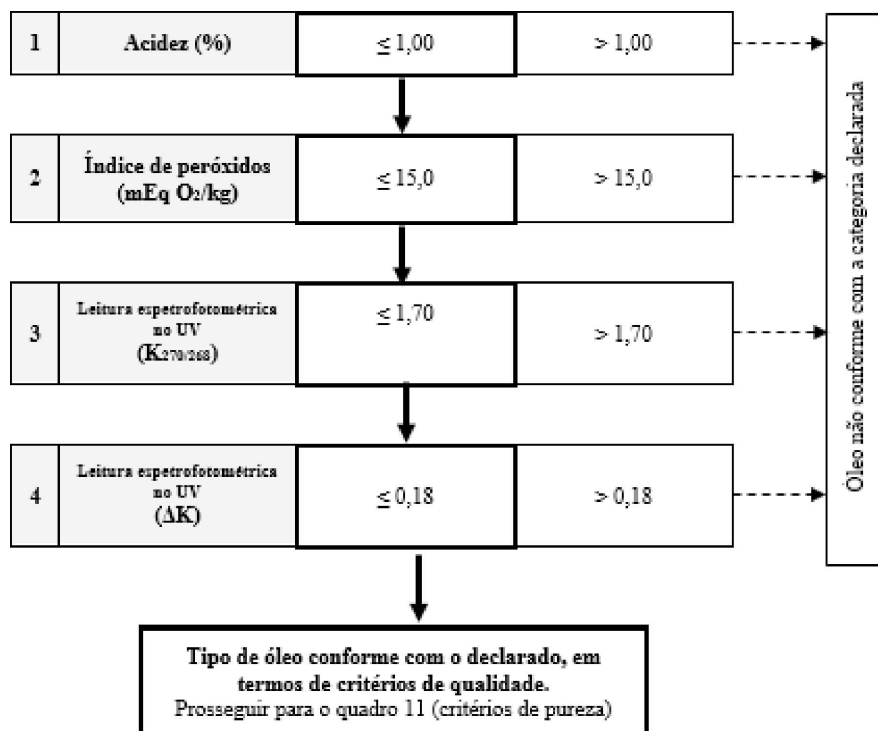 1 Acidez (%) ≤ 1,00 > 1,00
2 Índice de peróxidos
(mEq O₂/kg) ≤ 15,0 > 15,0
3 Leitura espetrofotométrica
no UV
(K₂₇₀/₂₆₈) ≤ 1,70 > 1,70
4 Leitura espetrofotométrica
no UV
(ΔK) ≤ 0,18 > 0,18
Óleo não conforme com a categoria declarada
Tipo de óleo conforme com o declarado, em
termos de critérios de qualidade.
Prosseguir para o quadro 11 (critérios de pureza)